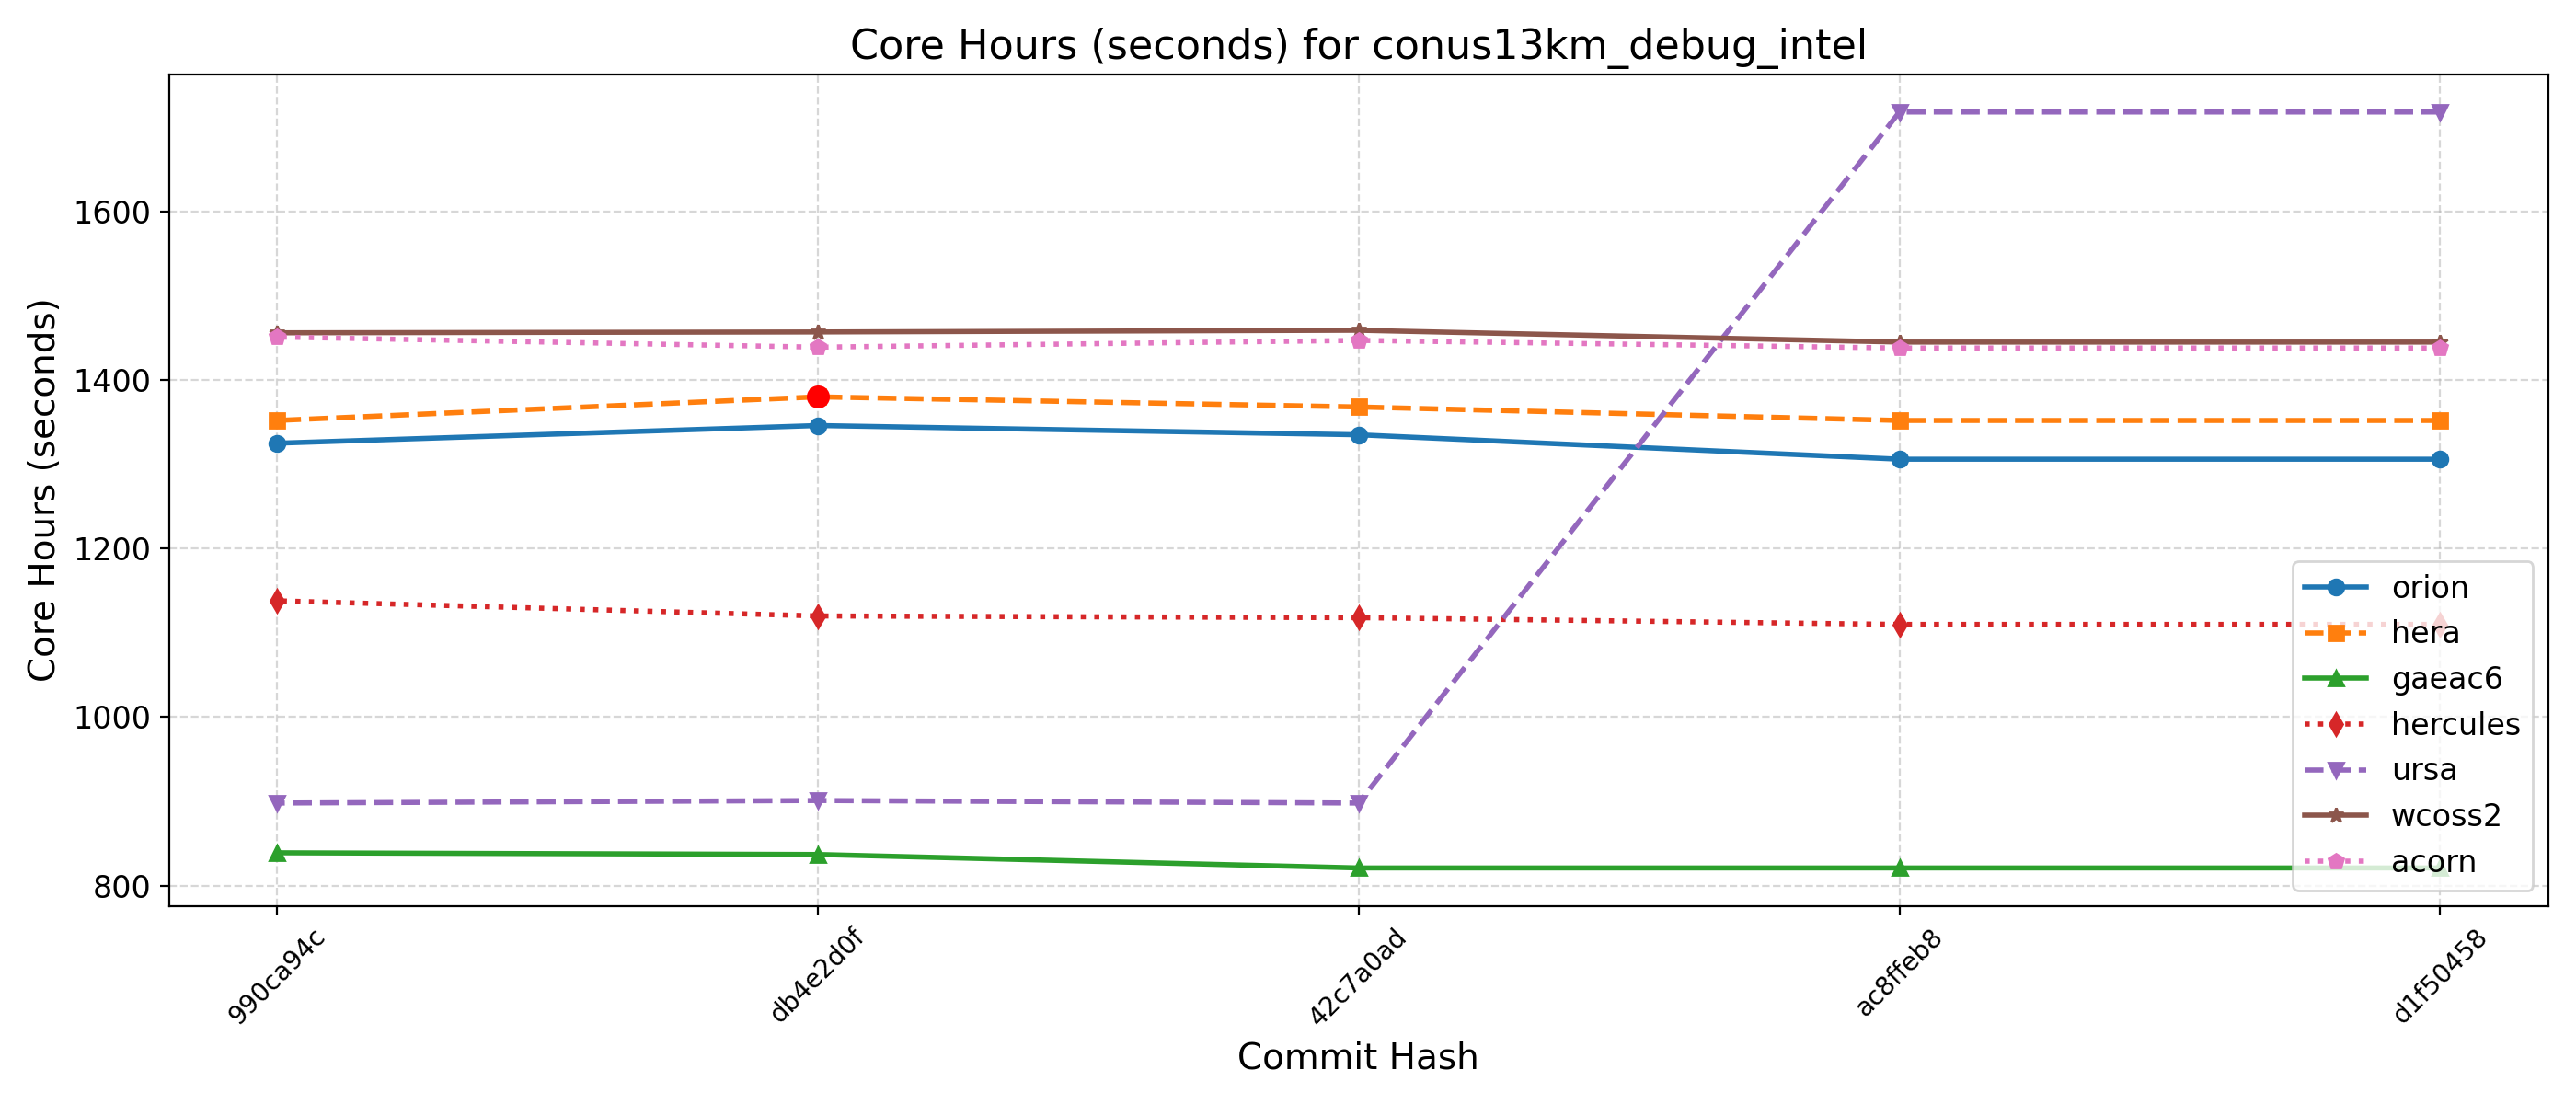 Core Hours (seconds) for conus13km_debug_intel
Core Hours (seconds)
1600
1400
1200
1000
800
orion
hera
gaeac6
hercules
ursa
wcoss2
acorn
990ca94c
db4e2d0f
42c7a0ad
ac8ffeb8
d1f50458
Commit Hash